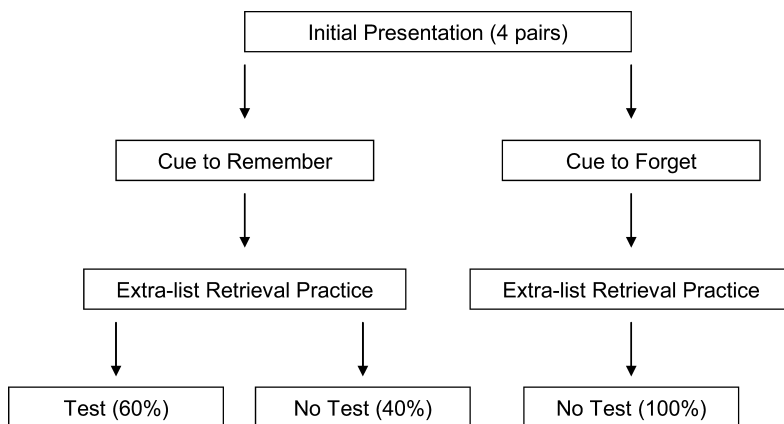 Initial Presentation (4 pairs)
Cue to Remember
Cue to Forget
Extra-list Retrieval Practice
Extra-list Retrieval Practice
Test (60%)
No Test (40%)
No Test (100%)